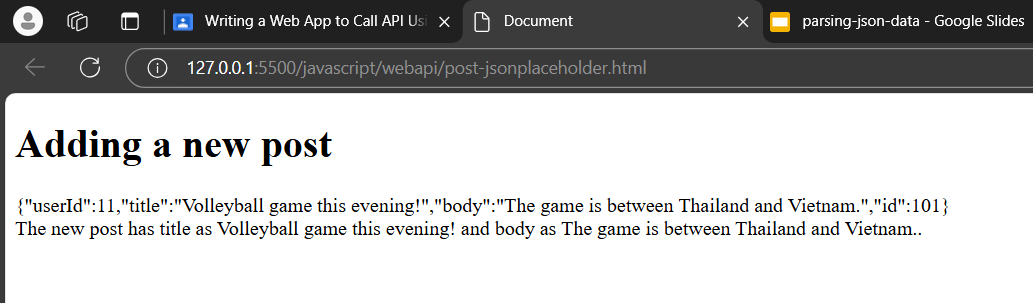 Writing a Web App to Call API Usi
Document
parsing-json-data - Google Slides
127.0.0.1:5500/javascript/webapi/post-jsonplaceholder.html
Adding a new post
{"userId":11,"title":"Volleyball game this evening!","body":"The game is between Thailand and Vietnam.","id":101}
The new post has title as Volleyball game this evening! and body as The game is between Thailand and Vietnam..